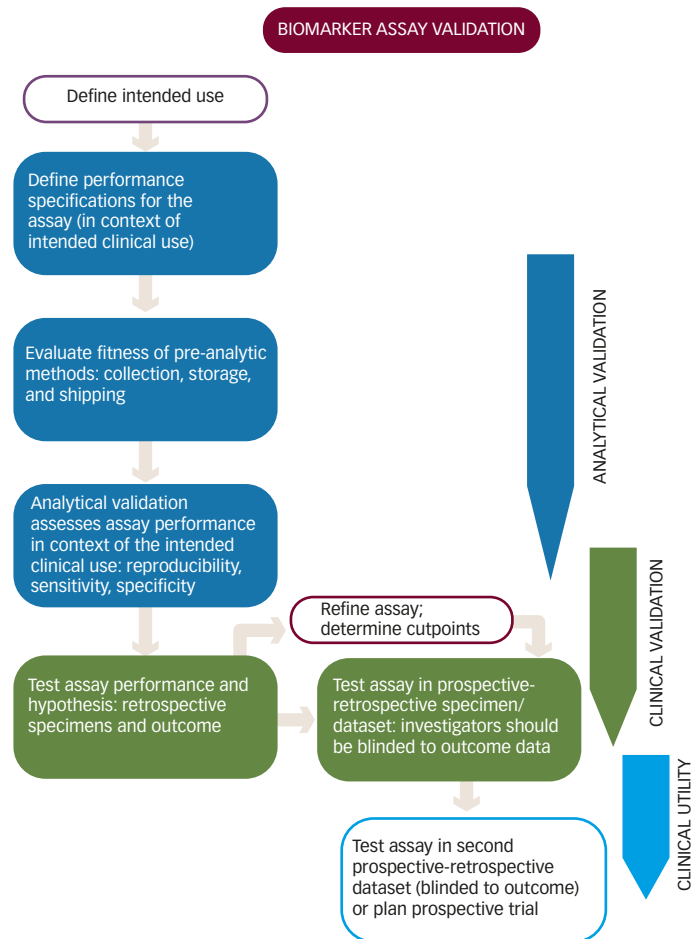 BIOMARKER ASSAY VALIDATION
Define intended use
Define performance
specifications for the
assay (in context of
intended clinical use)
Evaluate fitness of pre-analytic
methods: collection, storage,
and shipping
Analytical validation
assesses assay performance
in context of the intended
clinical use: reproducibility,
sensitivity, specificity
Refine assay;
determine cutpoints
Test assay performance and
hypothesis: retrospective
specimens and outcome
Test assay in prospective-
retrospective specimen/
dataset: investigators should
be blinded to outcome data
Test assay in second
prospective-retrospective
dataset (blinded to outcome)
or plan prospective trial
ANALYTICAL VALIDATION
CLINICAL VALIDATION
CLINICAL UTILITY